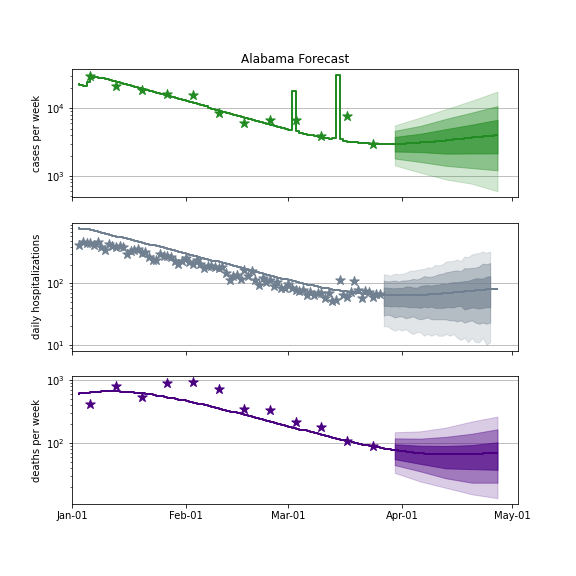 Alabama Forecast
cases per week
10⁴
10³
daily hospitalizations
10²
10¹
deaths per week
10³
10²
Jan-01 Feb-01 Mar-01 Apr-01 May-01